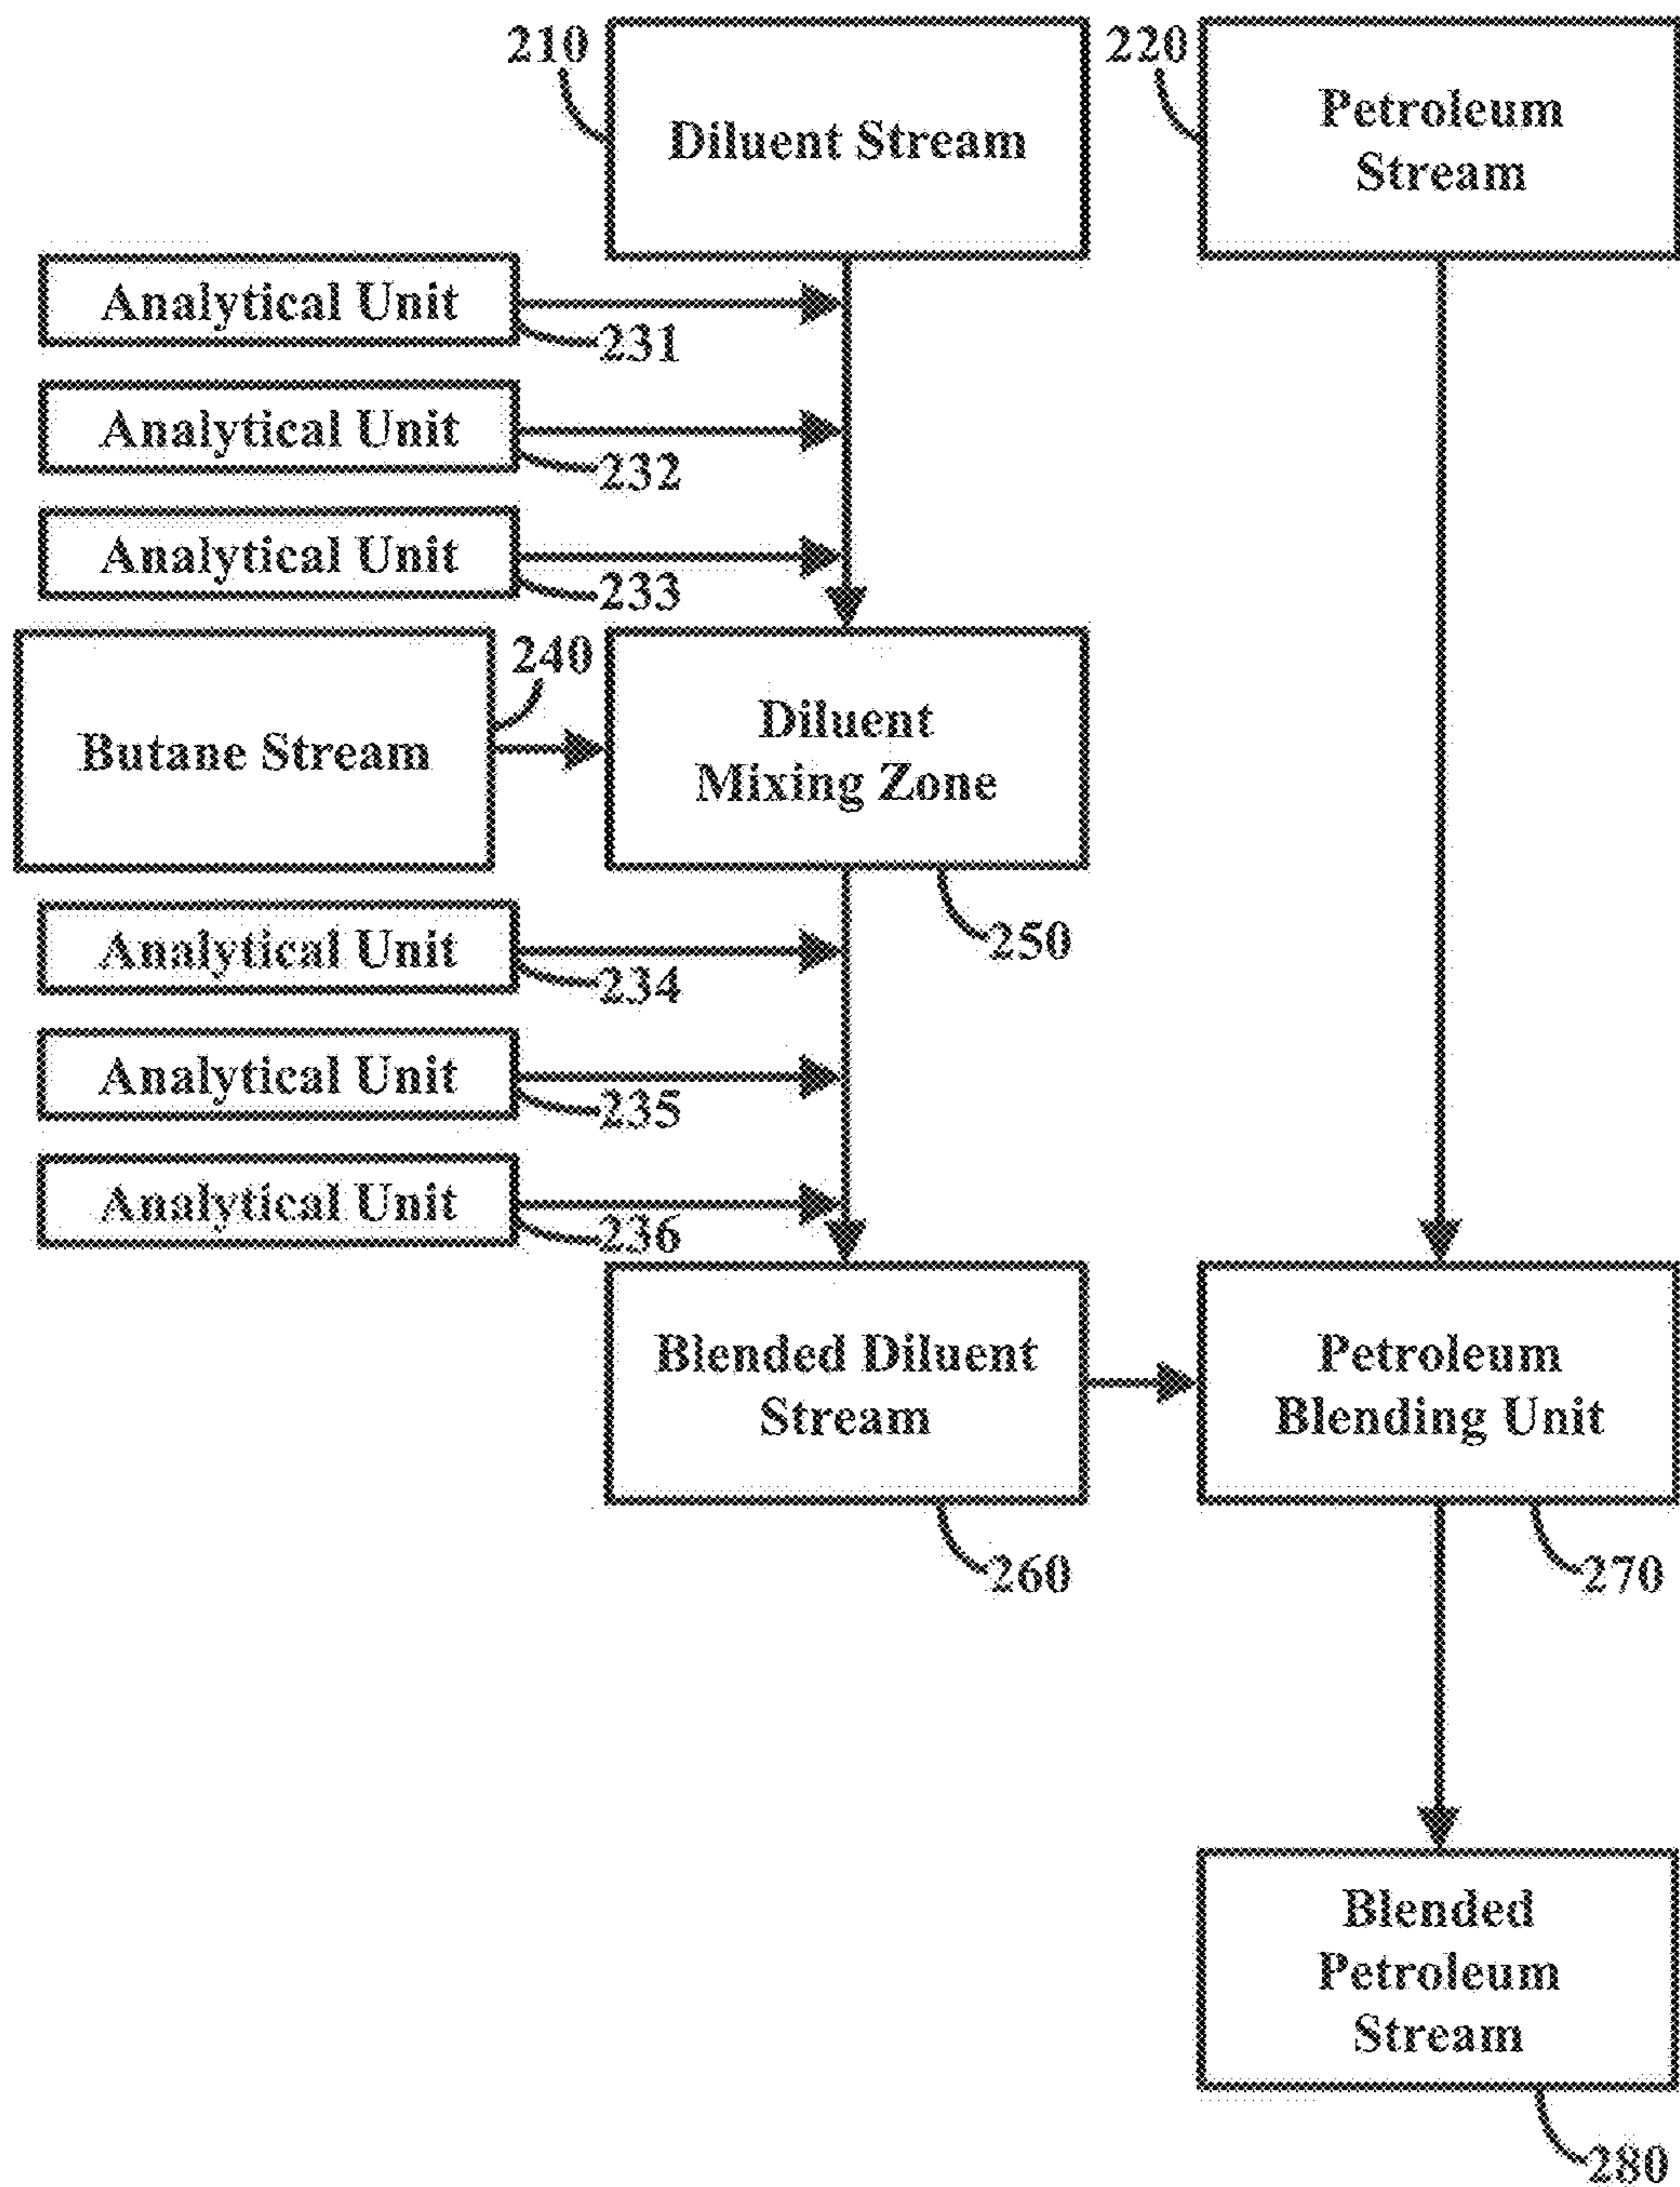 210
Diluent Stream
220
Petroleum
Stream
Analytical Unit
231
Analytical Unit
232
Analytical Unit
233
Butane Stream
240
Diluent
Mixing Zone
250
Analytical Unit
234
Analytical Unit
235
Analytical Unit
236
Blended Diluent
Stream
260
Petroleum
Blending Unit
270
Blended
Petroleum
Stream
280